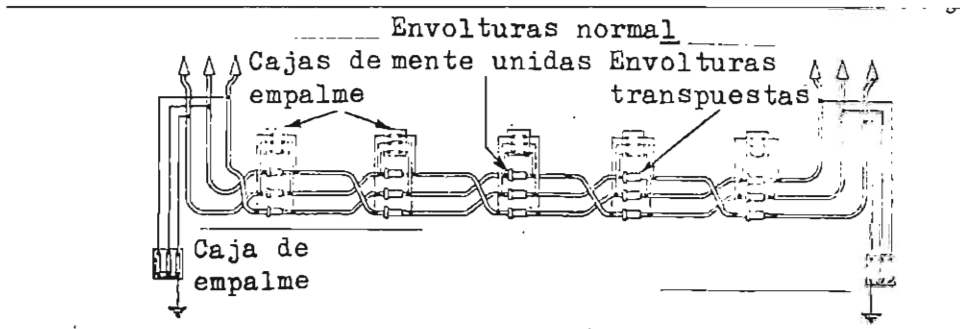 Envolturas normal
Cajas de mente unidas Envolturas
empalme transpuestas
Caja de
empalme